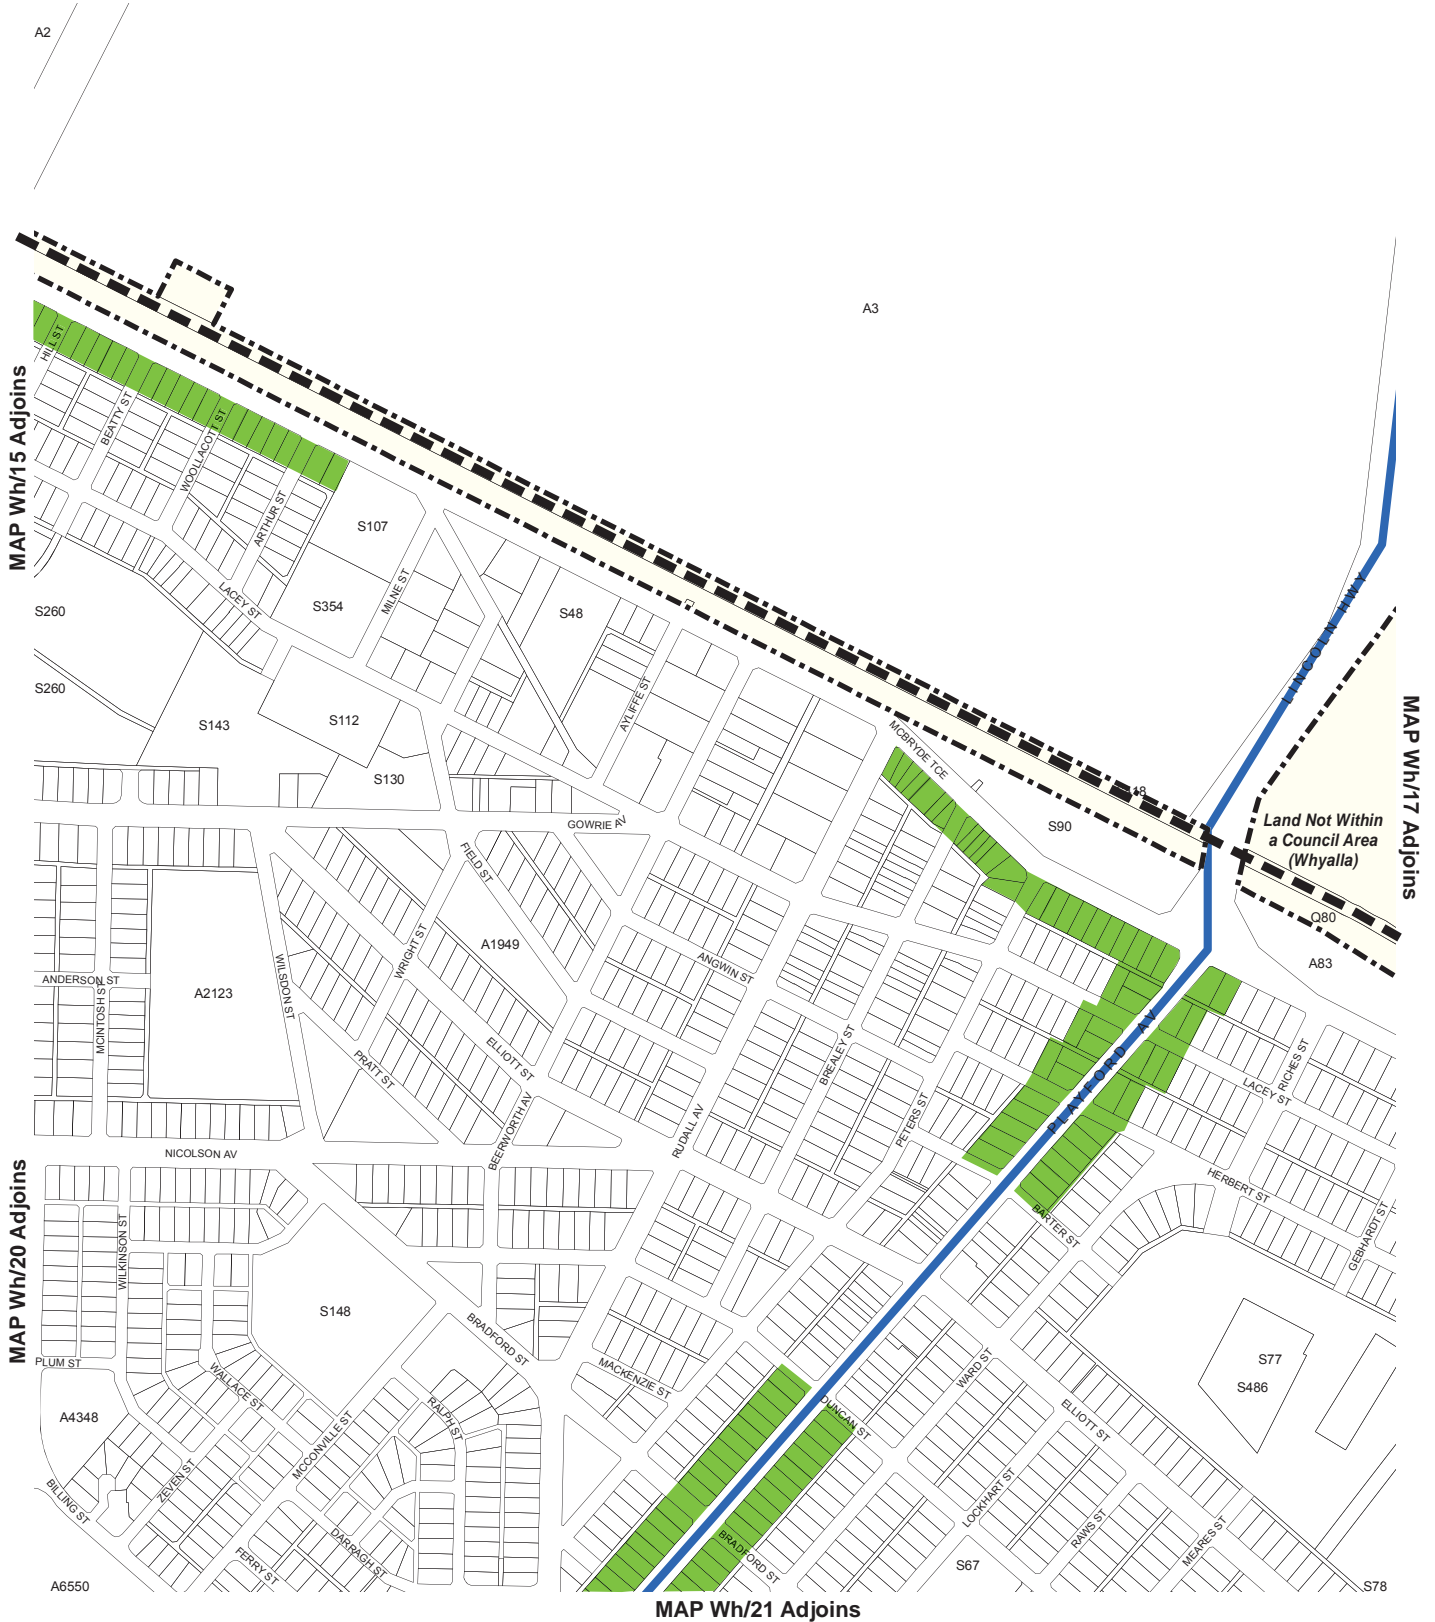 A2
A3
HILL ST
MAP Wh/15 Adjoins
BEATTY ST
WOOLLACOTT ST
ARTHUR ST
S107
LACEY ST
S354
MILNE ST
S48
S260
S260
S143
S112
S130
AYLIFFE ST
MCBRYDE TCE
LINCOLN HWY
MAP Wh/17 Adjoins
18
S90
Land Not Within
a Council Area
(Whyalla)
GOWRIE AV
FIELD ST
Q80
A83
A1949
WRIGHT ST
ANGWIN ST
ANDERSON ST
MCINTOSH ST
A2123
WILSDON ST
PRATT ST
ELLIOTT ST
BREALEY ST
PLAYFORD AV
RICHES ST
LACEY ST
BEERWORTH AV
RUDALL AV
PETERS ST
NICOLSON AV
HERBERT ST
MAP Wh/20 Adjoins
WILKINSON ST
BARTER ST
GEBHARDT ST
S148
BRADFORD ST
PLUM ST
WALLACE ST
MACKENZIE ST
WARD ST
S77
S486
A4348
RALPH ST
DUNCAN ST
ELLIOTT ST
MCCONVILLE ST
ZEVEN ST
BILLING ST
LOCKHART ST
RAWS ST
MEARES ST
DARRAGH ST
FERRY ST
BRADFORD ST
S67
A6550
S78
MAP Wh/21 Adjoins